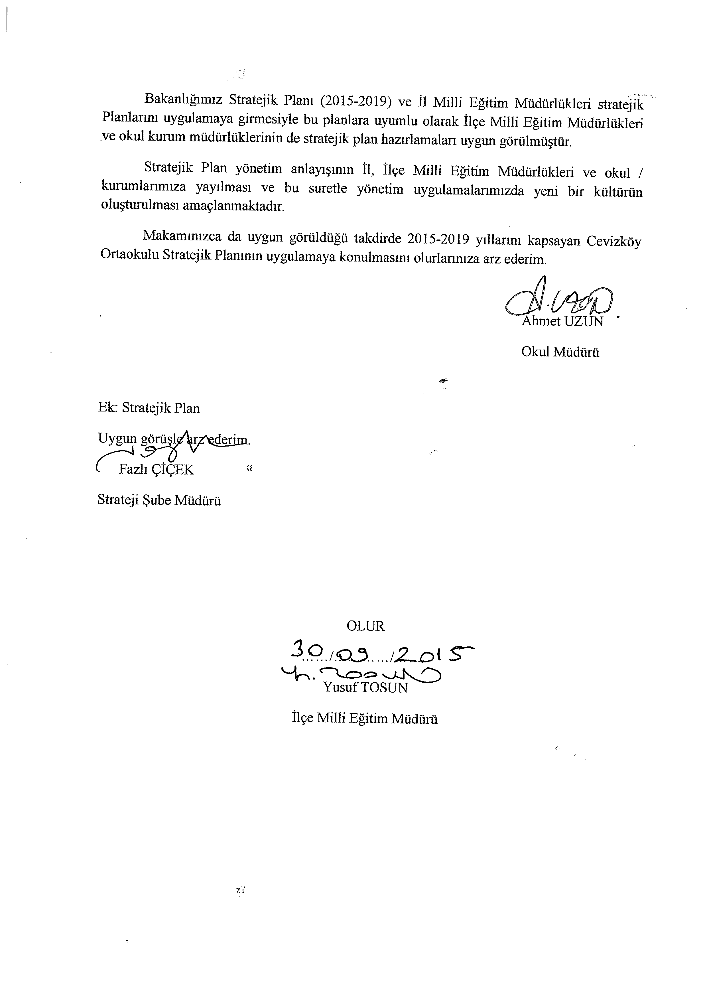 Bakanlığımız Stratejik Planı (2015-2019) ve İl Milli Eğitim Müdürlükleri stratejik
Planlarını uygulamaya girmesiyle bu planlara uyumlu olarak İlçe Milli Eğitim Müdürlükleri
ve okul kurum müdürlüklerinin de stratejik plan hazırlamaları uygun görülmüştür.
Stratejik Plan yönetim anlayışının İl, İlçe Milli Eğitim Müdürlükleri ve okul /
kurumlarımıza yayılması ve bu suretle yönetim uygulamalarımızda yeni bir kültürün
oluşturulması amaçlanmaktadır.
Makamınızca da uygun görüldüğü takdirde 2015-2019 yıllarını kapsayan Cevizköy
Ortaokulu Stratejik Planının uygulamaya konulmasını olurlarınıza arz ederim.
A. UZUN
Ahmet UZUN
Okul Müdürü
Ek: Stratejik Plan
Uygun görüşle arz ederim.
Fazlı ÇİÇEK
Strateji Şube Müdürü
OLUR
30/09/2015
Y. TOSUN
Yusuf TOSUN
İlçe Milli Eğitim Müdürü